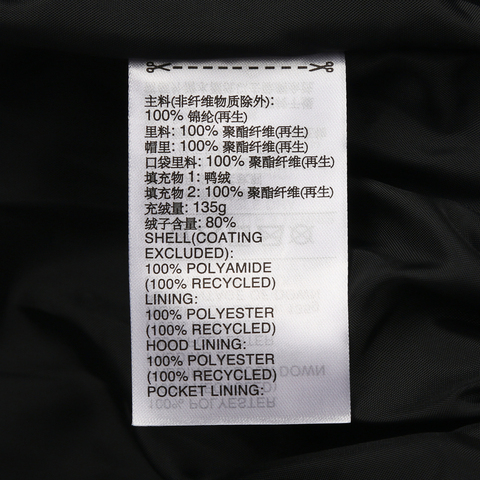 主料(非纤维物质除外):
100% 锦纶(再生)
里料: 100% 聚酯纤维(再生)
帽里: 100% 聚酯纤维(再生)
口袋里料: 100% 聚酯纤维(再生)
填充物 1: 鸭绒
填充物 2: 100% 聚酯纤维(再生)
充绒量: 135g
绒子含量: 80%
SHELL(COATING
EXCLUDED):
100% POLYAMIDE
(100% RECYCLED)
LINING:
100% POLYESTER
(100% RECYCLED)
HOOD LINING:
100% POLYESTER
(100% RECYCLED)
POCKET LINING: